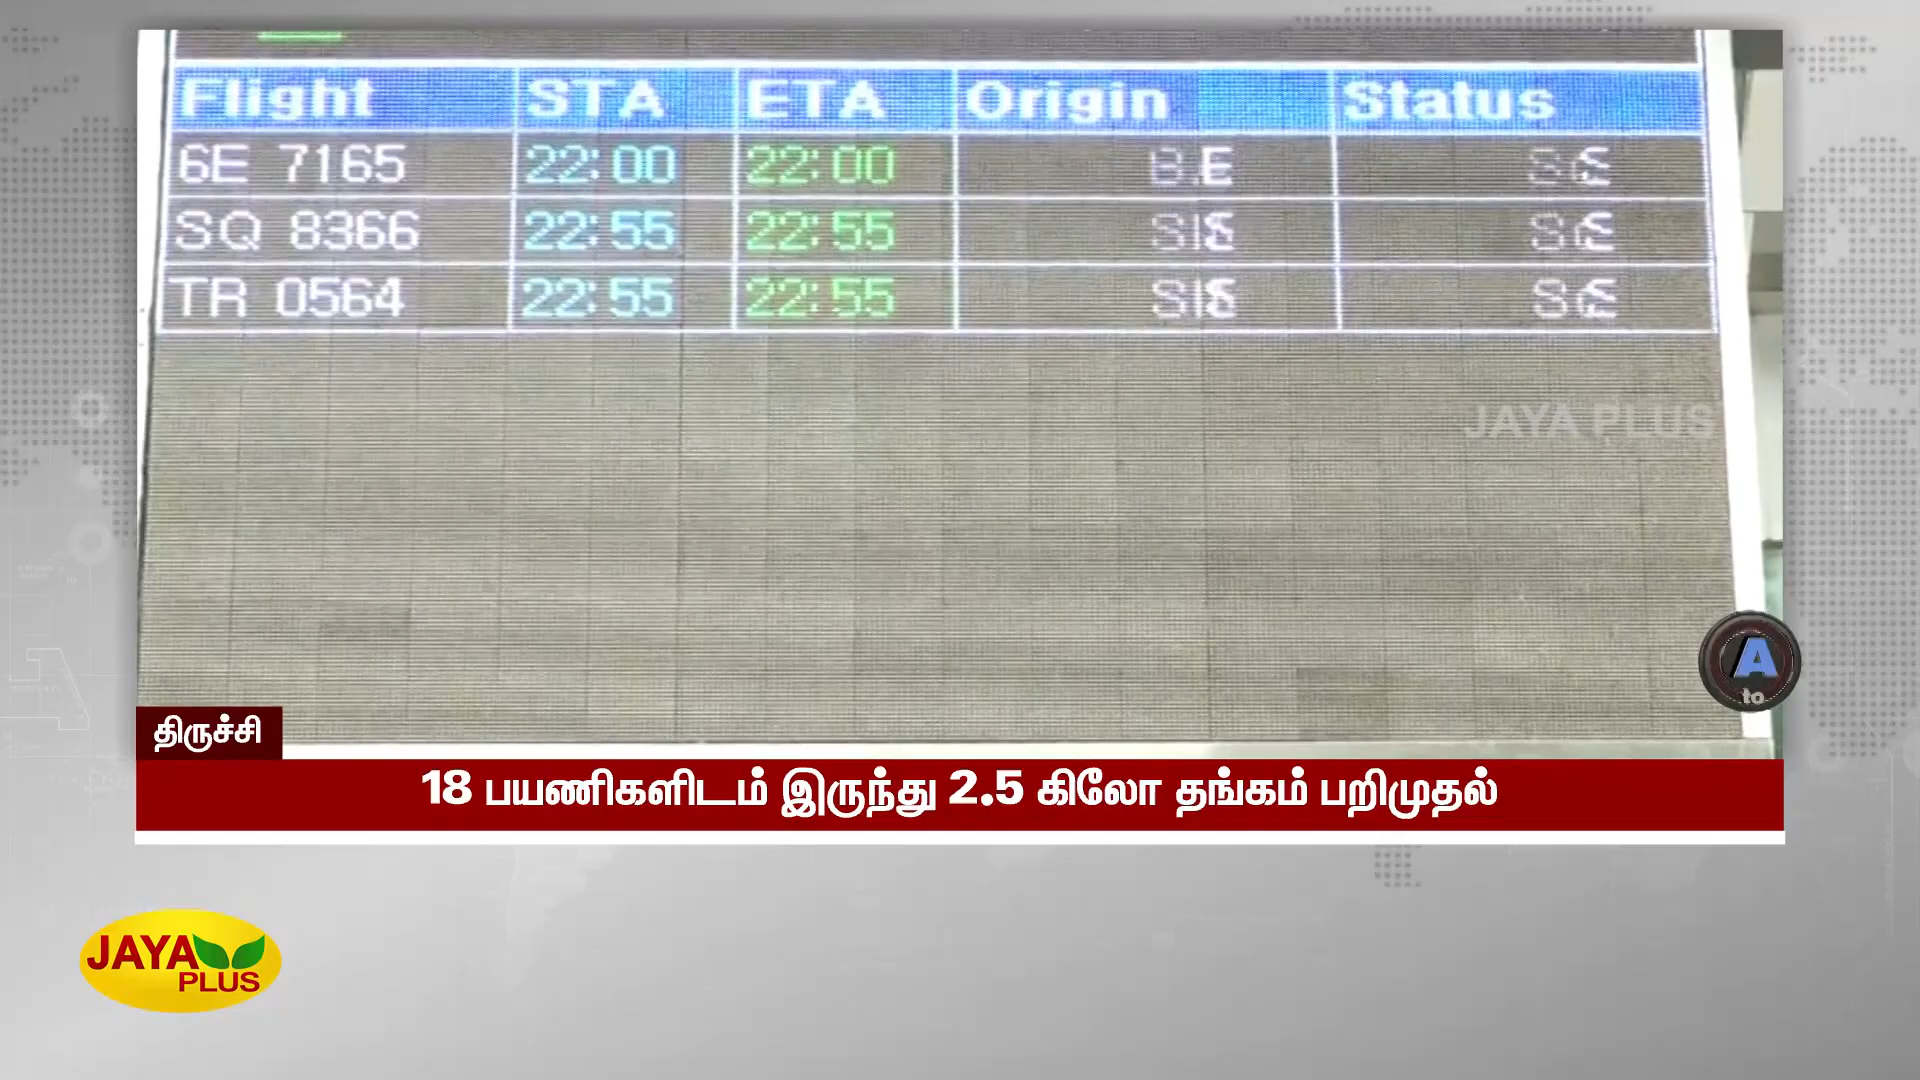 Flight STA ETA Origin Status
6E 7165 22:00 22:00
SQ 8366 22:55 22:55
TR 0564 22:55 22:55
JAYA PLUS
A
to
திருச்சி
18 பயணிகளிடம் இருந்து 2.5 கிலோ தங்கம் பறிமுதல்
JAYA
PLUS